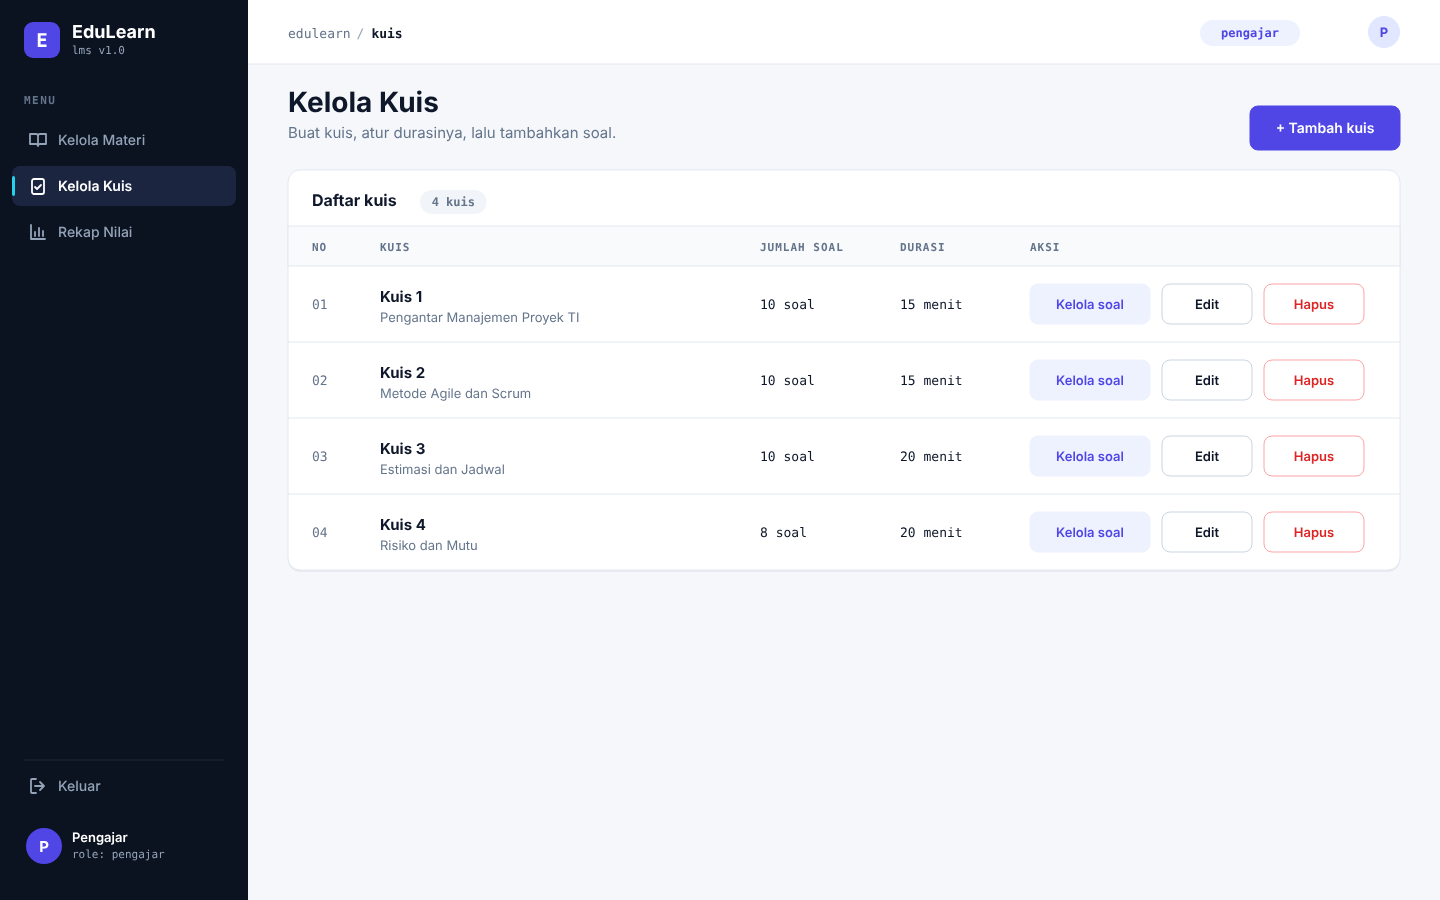 E
EduLearn
lms v1.0
MENU
Kelola Materi
Kelola Kuis
Rekap Nilai
Keluar
P
Pengajar
role: pengajar
edulearn / kuis
pengajar
P
Kelola Kuis
Buat kuis, atur durasinya, lalu tambahkan soal.
+ Tambah kuis
Daftar kuis
4 kuis
NO KUIS JUMLAH SOAL DURASI AKSI
01 Kuis 1 10 soal 15 menit Kelola soal Edit Hapus
Pengantar Manajemen Proyek TI
02 Kuis 2 10 soal 15 menit Kelola soal Edit Hapus
Metode Agile dan Scrum
03 Kuis 3 10 soal 20 menit Kelola soal Edit Hapus
Estimasi dan Jadwal
04 Kuis 4 8 soal 20 menit Kelola soal Edit Hapus
Risiko dan Mutu